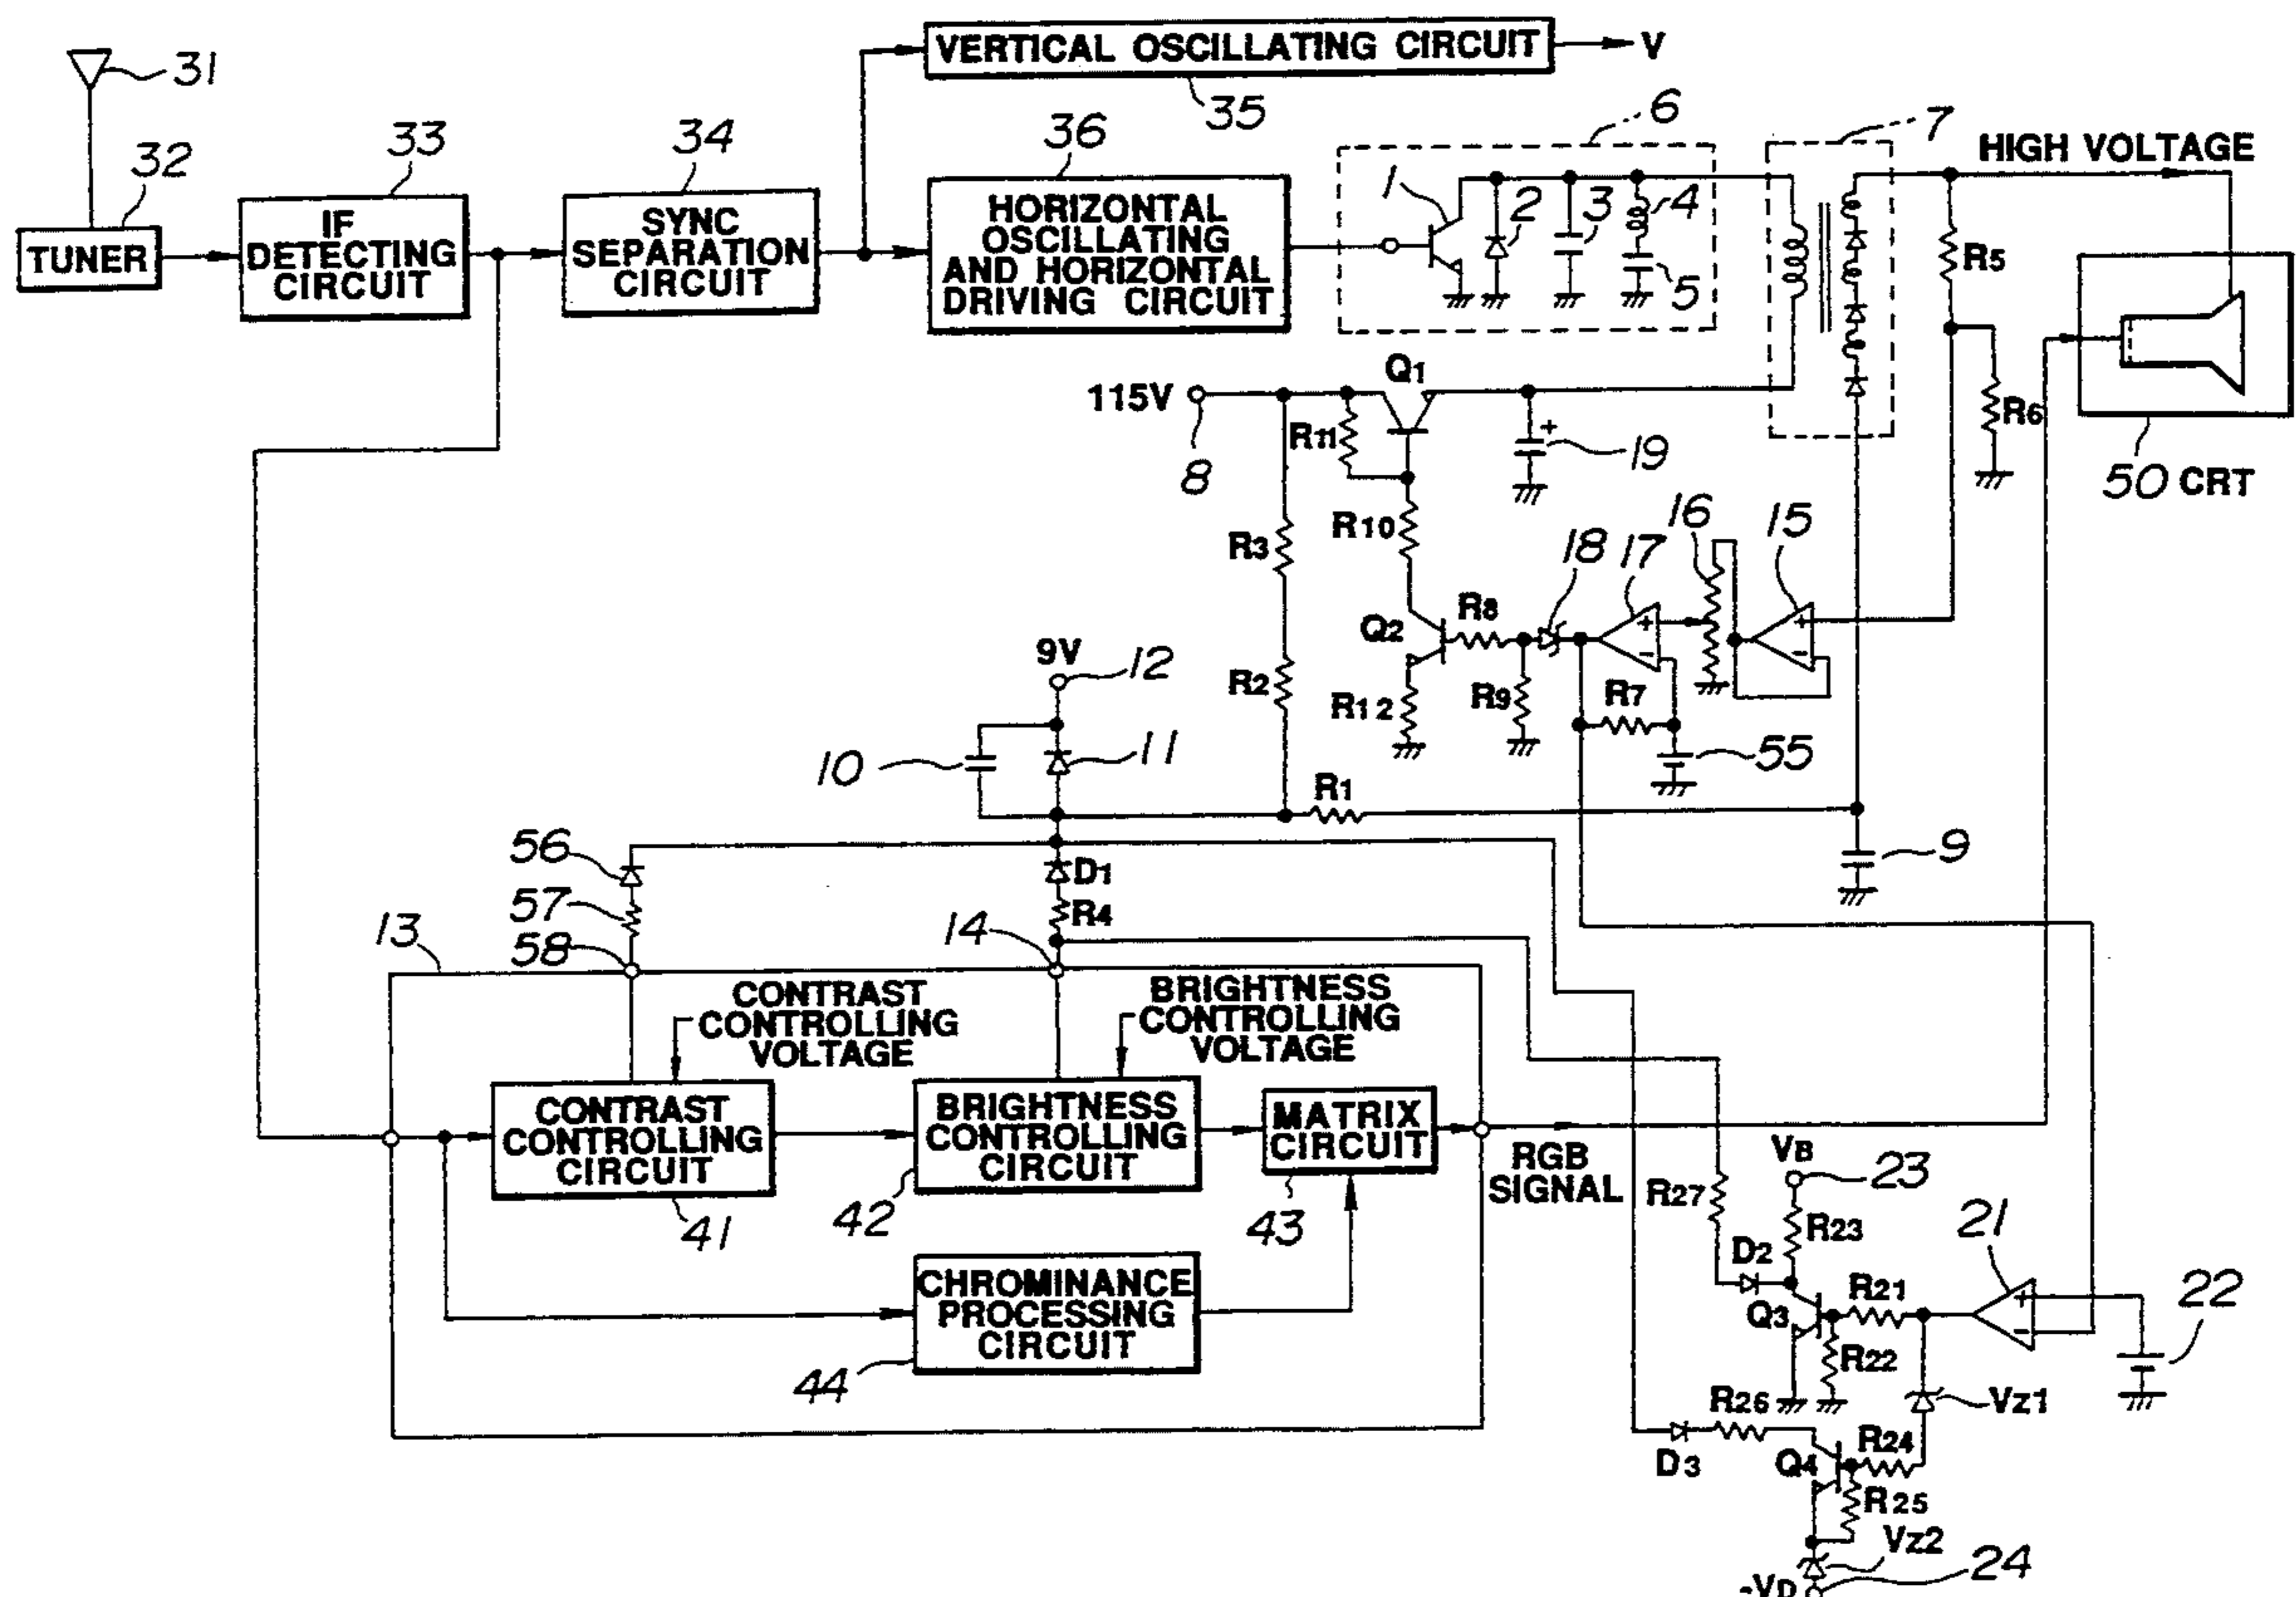 VERTICAL OSCILLATING CIRCUIT
V
31
35
6
36
34
33
32
7
HIGH VOLTAGE
TUNER
IF
DETECTING
CIRCUIT
SYNC
SEPARATION
CIRCUIT
HORIZONTAL
OSCILLATING
AND HORIZONTAL
DRIVING CIRCUIT
1
2
3
4
5
R5
R6
50 CRT
115V
8
Q1
R11
+
19
R10
R3
18
17
16
15
Q2
R8
+
-
+
-
9V
12
R2
R12
R9
R7
55
10
11
R1
9
56
D1
57
R4
13
58
14
CONTRAST
CONTROLLING
VOLTAGE
BRIGHTNESS
CONTROLLING
VOLTAGE
CONTRAST
CONTROLLING
CIRCUIT
BRIGHTNESS
CONTROLLING
CIRCUIT
MATRIX
CIRCUIT
RGB
SIGNAL
41
42
43
CHROMINANCE
PROCESSING
CIRCUIT
44
VB
23
R27
R23
21
D2
R21
22
Q3
+
-
R22
R26
Vz1
D3
Q4
R24
R25
Vz2
24
-VD